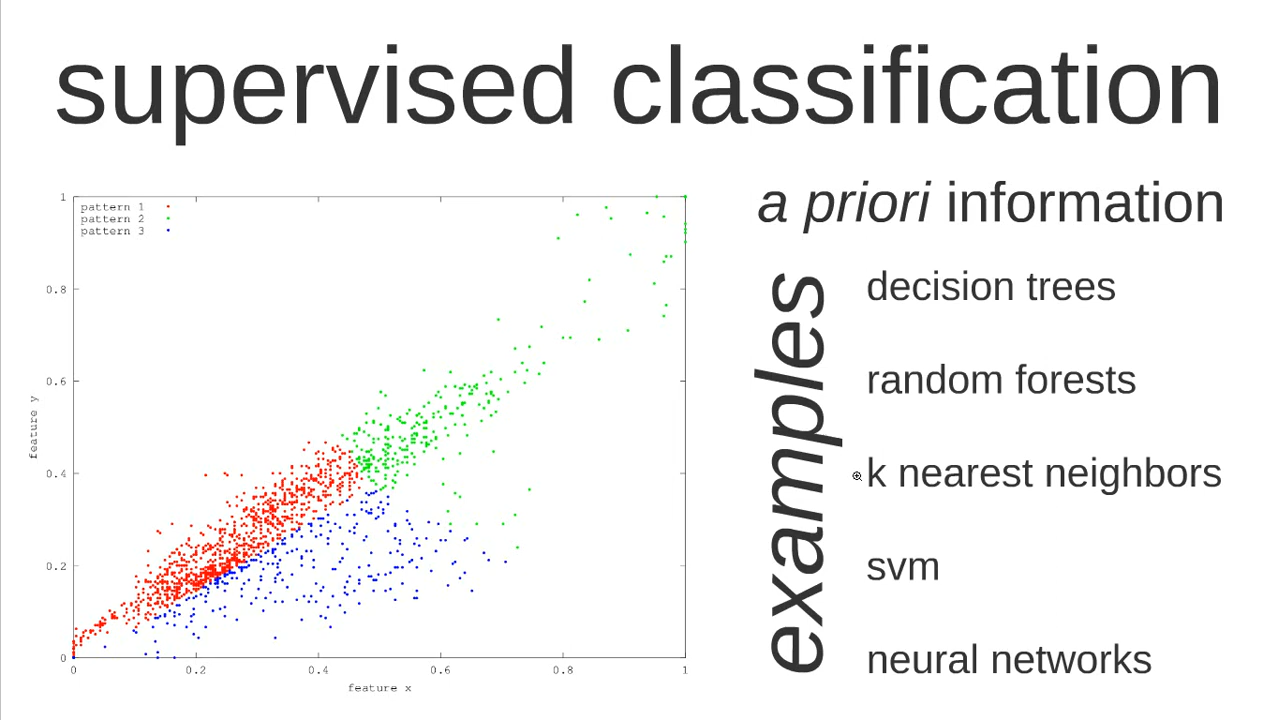 supervised classification
a priori information
examples
decision trees
random forests
k nearest neighbors
svm
neural networks
pattern 1
pattern 2
pattern 3
1
0.8
0.6
0.4
0.2
0
0
0.2
0.4
0.6
0.8
1
feature y
feature x